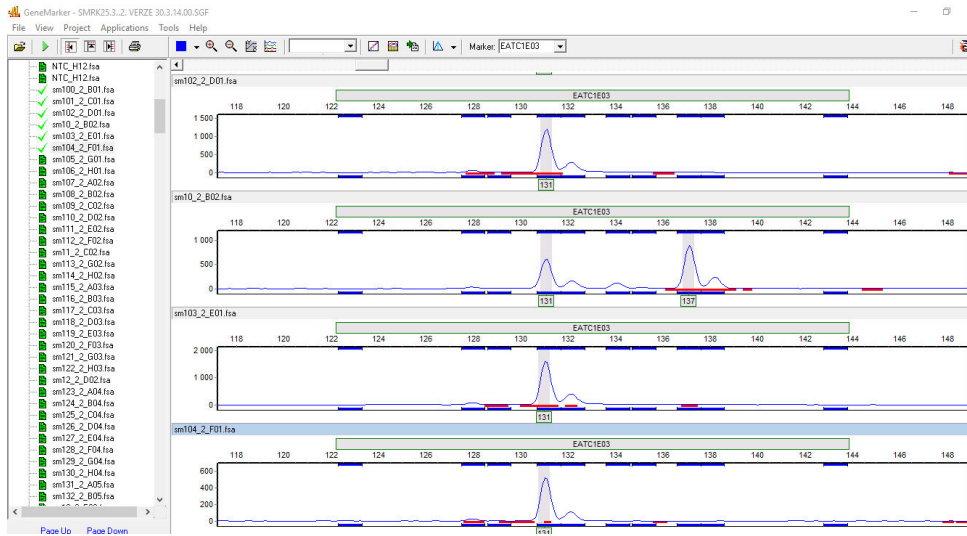 GeneMarker - SMRK25.3..2. VERZE 30.3.14.00.SGF
File View Project Applications Tools Help
Marker: EATC1E03
NTC_H12.fsa
NTC_H12.fsa
sm100_2_B01.fsa
sm101_2_C01.fsa
sm102_2_D01.fsa
sm10_2_B02.fsa
sm103_2_E01.fsa
sm104_2_F01.fsa
sm105_2_G01.fsa
sm106_2_H01.fsa
sm107_2_A02.fsa
sm108_2_B02.fsa
sm109_2_C02.fsa
sm110_2_D02.fsa
sm111_2_E02.fsa
sm112_2_F02.fsa
sm11_2_C02.fsa
sm113_2_G02.fsa
sm114_2_H02.fsa
sm115_2_A03.fsa
sm116_2_B03.fsa
sm117_2_C03.fsa
sm118_2_D03.fsa
sm119_2_E03.fsa
sm120_2_F03.fsa
sm121_2_G03.fsa
sm122_2_H03.fsa
sm12_2_D02.fsa
sm123_2_A04.fsa
sm124_2_B04.fsa
sm125_2_C04.fsa
sm126_2_D04.fsa
sm127_2_E04.fsa
sm128_2_F04.fsa
sm129_2_G04.fsa
sm130_2_H04.fsa
sm131_2_A05.fsa
sm132_2_B05.fsa
Page Up Page Down
sm102_2_D01.fsa
EATC1E03
118 120 122 124 126 128 130 132 134 136 138 140 142 144 146 148
1 500
1 000
500
0
131
sm10_2_B02.fsa
EATC1E03
118 120 122 124 126 128 130 132 134 136 138 140 142 144 146 148
1 000
500
0
131 137
sm103_2_E01.fsa
EATC1E03
118 120 122 124 126 128 130 132 134 136 138 140 142 144 146 148
2 000
1 000
0
131
sm104_2_F01.fsa
EATC1E03
118 120 122 124 126 128 130 132 134 136 138 140 142 144 146 148
600
400
200
0
131